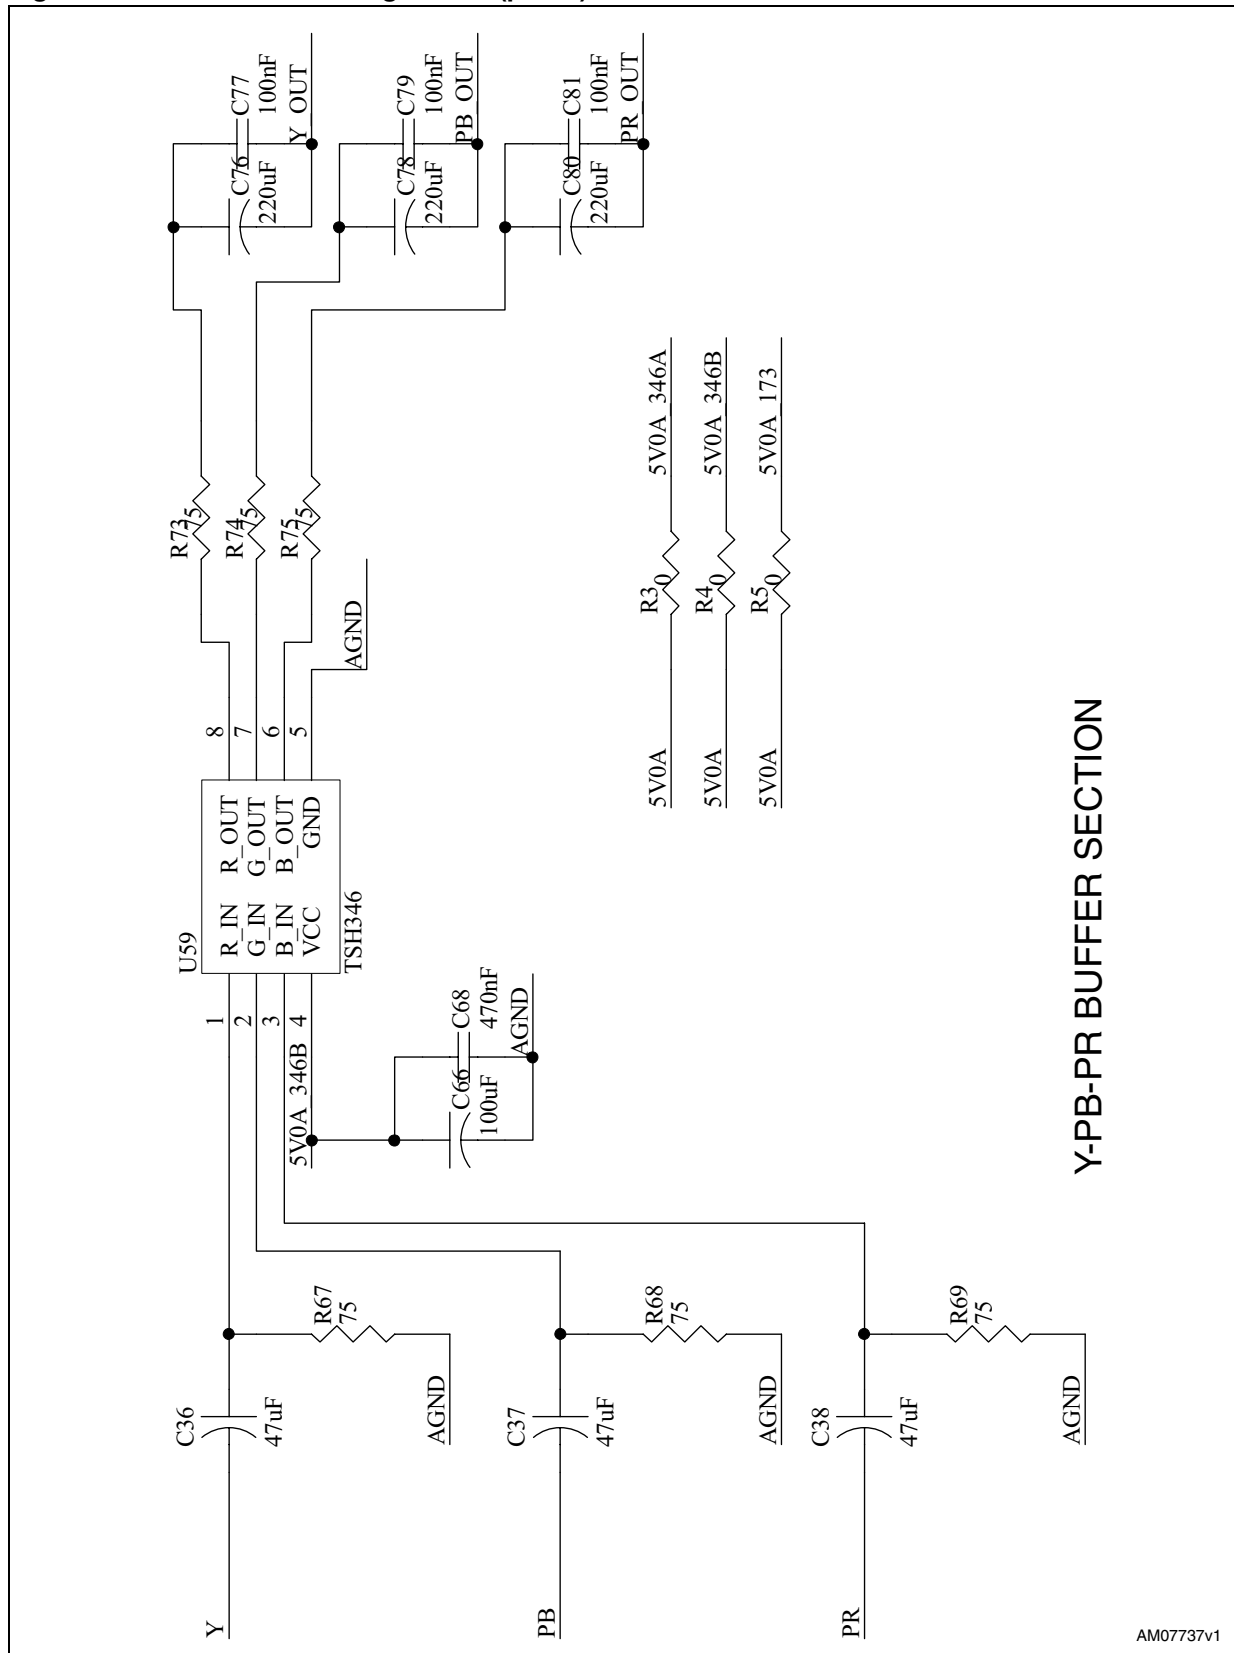 C77
100nF
Y_OUT
C76
220uF
C79
100nF
PB_OUT
C78
220uF
C81
100nF
PR_OUT
C80
220uF
R73
75
R74
75
R75
75
AGND
5V0A
R3
0
5V0A_346A
5V0A
R4
0
5V0A_346B
5V0A
R5
0
5V0A_173
U59
1 R_IN R_OUT 8
2 G_IN G_OUT 7
3 B_IN B_OUT 6
4 VCC GND 5
TSH346
5V0A_346B
C66
100uF
C68
470nF
AGND
Y
C36
47uF
R67
75
AGND
PB
C37
47uF
R68
75
AGND
PR
C38
47uF
R69
75
AGND
Y-PB-PR BUFFER SECTION
AM07737v1